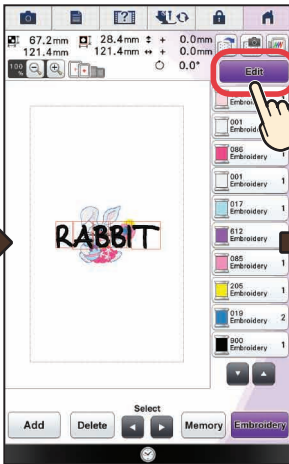 67.2mm 28.4mm + 0.0mm
121.4mm 121.4mm + 0.0mm
100 % 0.0°
Edit
Embroidery 1
001 Embroidery 1
086 Embroidery 1
001 Embroidery 1
017 Embroidery 1
612 Embroidery
085 Embroidery 1
205 Embroidery 1
019 Embroidery 2
900 Embroidery 1
RABBIT
Select
Add Delete Memory Embroidery